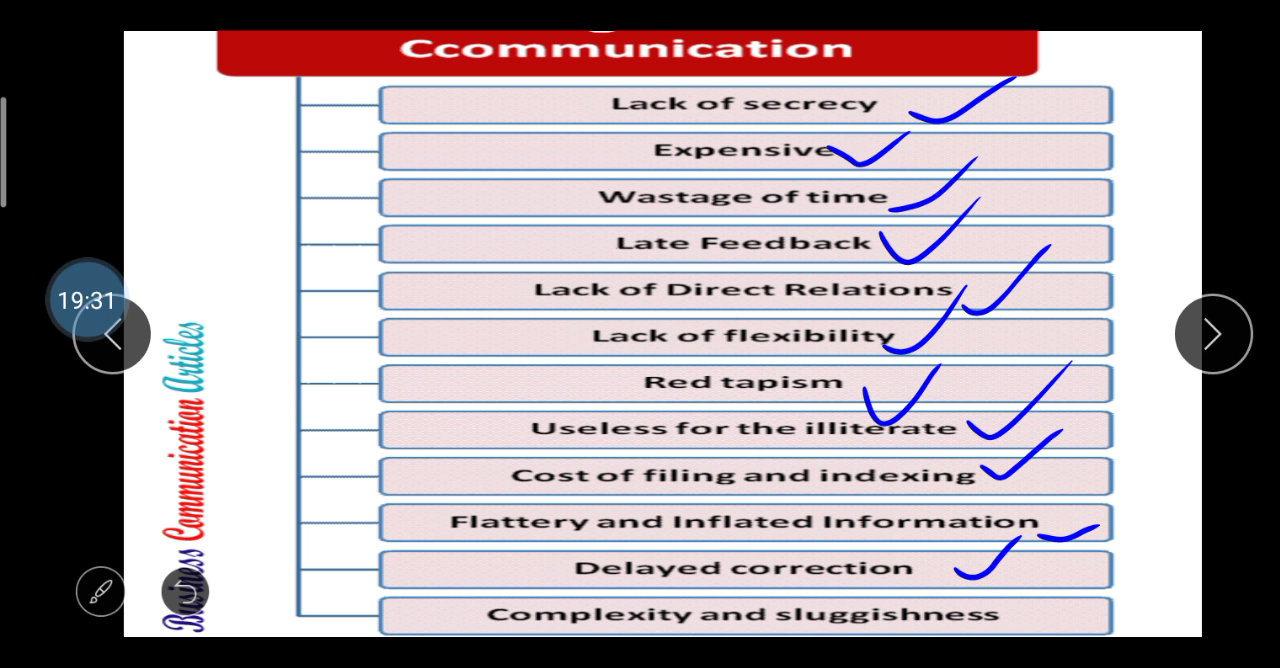 Ccommunication
Lack of secrecy
Expensive
Wastage of time
Late Feedback
Lack of Direct Relations
Lack of flexibility
Red tapism
Useless for the illiterate
Cost of filing and indexing
Flattery and Inflated Information
Delayed correction
Complexity and sluggishness
19:31
Business Communication Articles